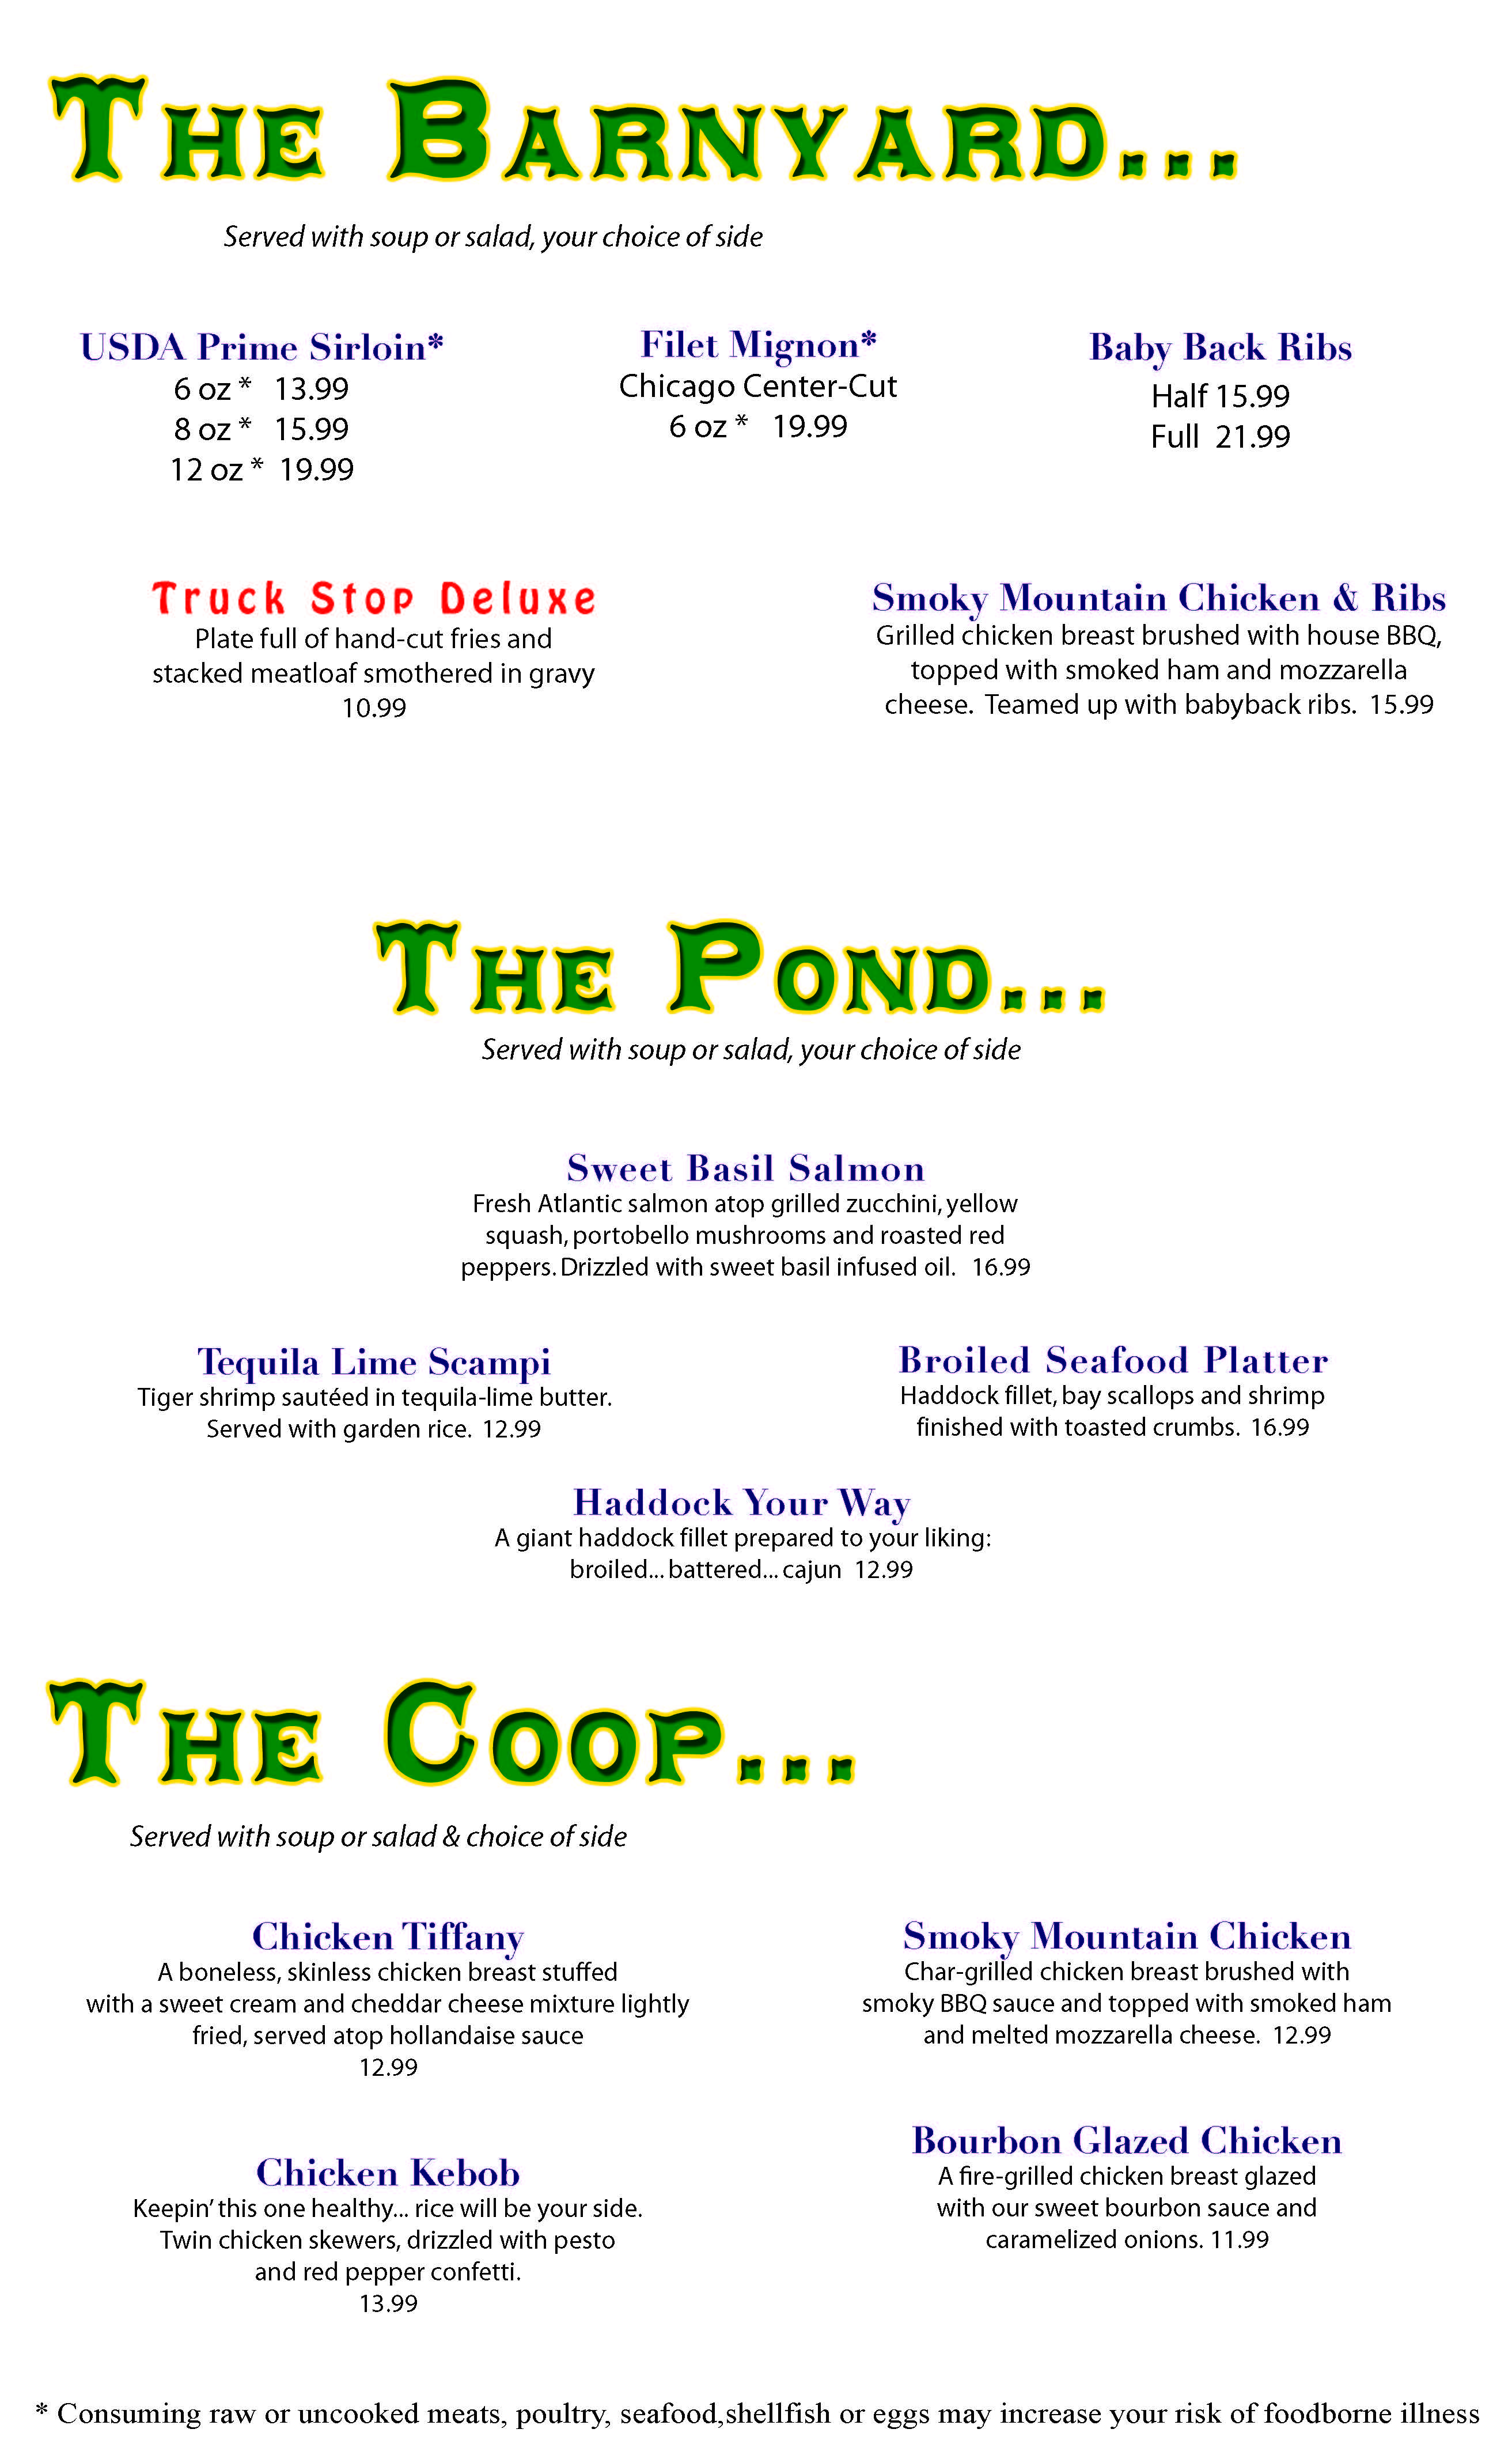 The Barnyard...
Served with soup or salad, your choice of side
USDA Prime Sirloin*
6 oz * 13.99
8 oz * 15.99
12 oz * 19.99
Filet Mignon*
Chicago Center-Cut
6 oz * 19.99
Baby Back Ribs
Half 15.99
Full 21.99
Truck Stop Deluxe
Plate full of hand-cut fries and
stacked meatloaf smothered in gravy
10.99
Smoky Mountain Chicken & Ribs
Grilled chicken breast brushed with house BBQ,
topped with smoked ham and mozzarella
cheese. Teamed up with babyback ribs. 15.99
The Pond...
Served with soup or salad, your choice of side
Sweet Basil Salmon
Fresh Atlantic salmon atop grilled zucchini, yellow
squash, portobello mushrooms and roasted red
peppers. Drizzled with sweet basil infused oil. 16.99
Tequila Lime Scampi
Tiger shrimp sautéed in tequila-lime butter.
Served with garden rice. 12.99
Broiled Seafood Platter
Haddock fillet, bay scallops and shrimp
finished with toasted crumbs. 16.99
Haddock Your Way
A giant haddock fillet prepared to your liking:
broiled... battered... cajun 12.99
The Coop...
Served with soup or salad & choice of side
Chicken Tiffany
A boneless, skinless chicken breast stuffed
with a sweet cream and cheddar cheese mixture lightly
fried, served atop hollandaise sauce
12.99
Smoky Mountain Chicken
Char-grilled chicken breast brushed with
smoky BBQ sauce and topped with smoked ham
and melted mozzarella cheese. 12.99
Chicken Kebob
Keepin' this one healthy... rice will be your side.
Twin chicken skewers, drizzled with pesto
and red pepper confetti.
13.99
Bourbon Glazed Chicken
A fire-grilled chicken breast glazed
with our sweet bourbon sauce and
caramelized onions. 11.99
* Consuming raw or uncooked meats, poultry, seafood,shellfish or eggs may increase your risk of foodborne illness